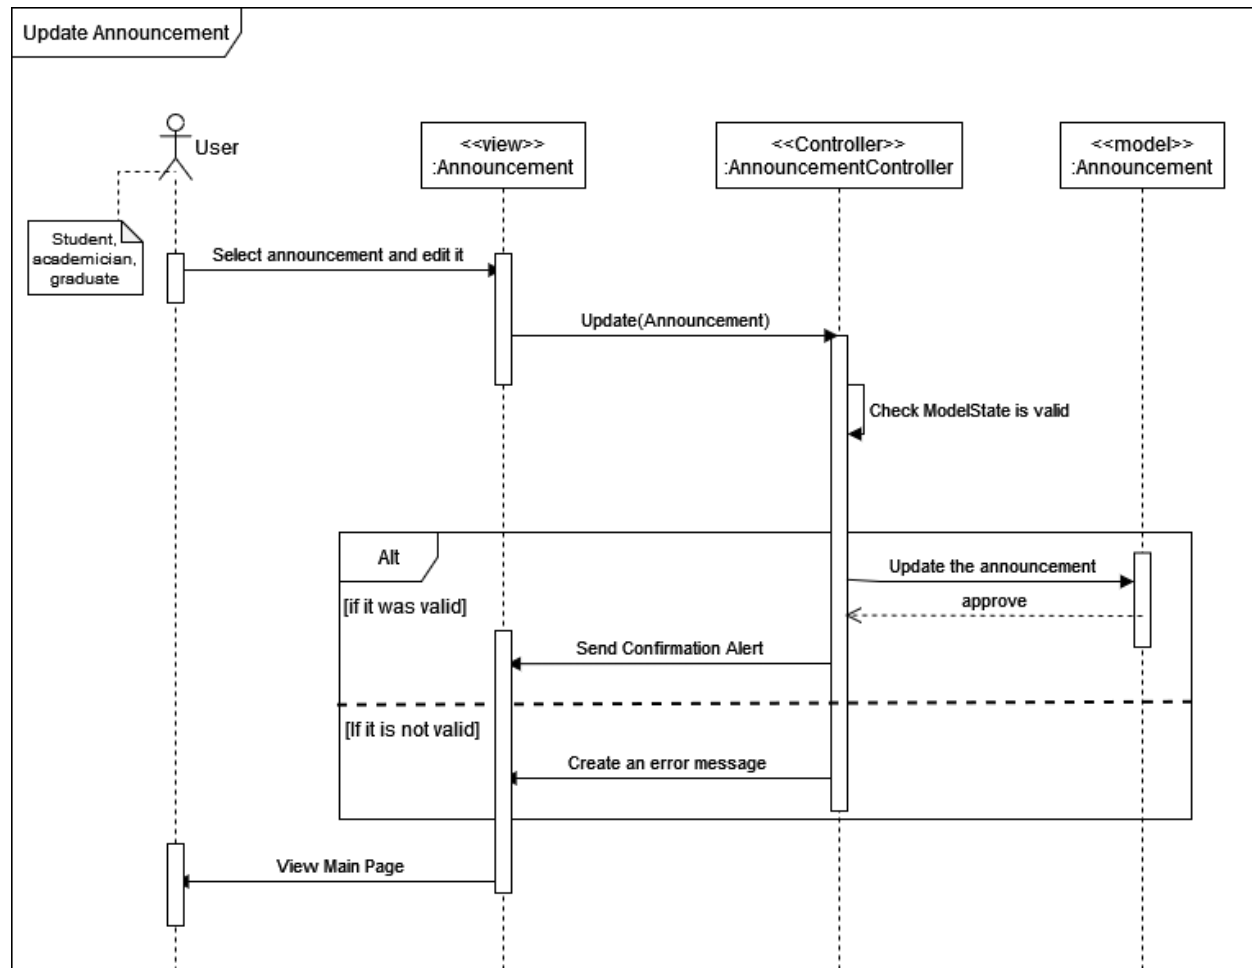 Update Announcement
User
<<view>>
:Announcement
<<Controller>>
:AnnouncementController
<<model>>
:Announcement
Student,
academician,
graduate
Select announcement and edit it
Update(Announcement)
Check ModelState is valid
Alt
Update the announcement
[if it was valid]
approve
Send Confirmation Alert
[If it is not valid]
Create an error message
View Main Page